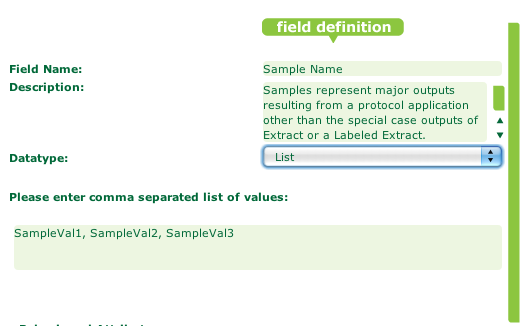 field definition
Field Name: Sample Name
Description: Samples represent major outputs
resulting from a protocol application
other than the special case outputs of
Extract or a Labeled Extract.
Datatype: List
Please enter comma separated list of values:
SampleVal1, SampleVal2, SampleVal3